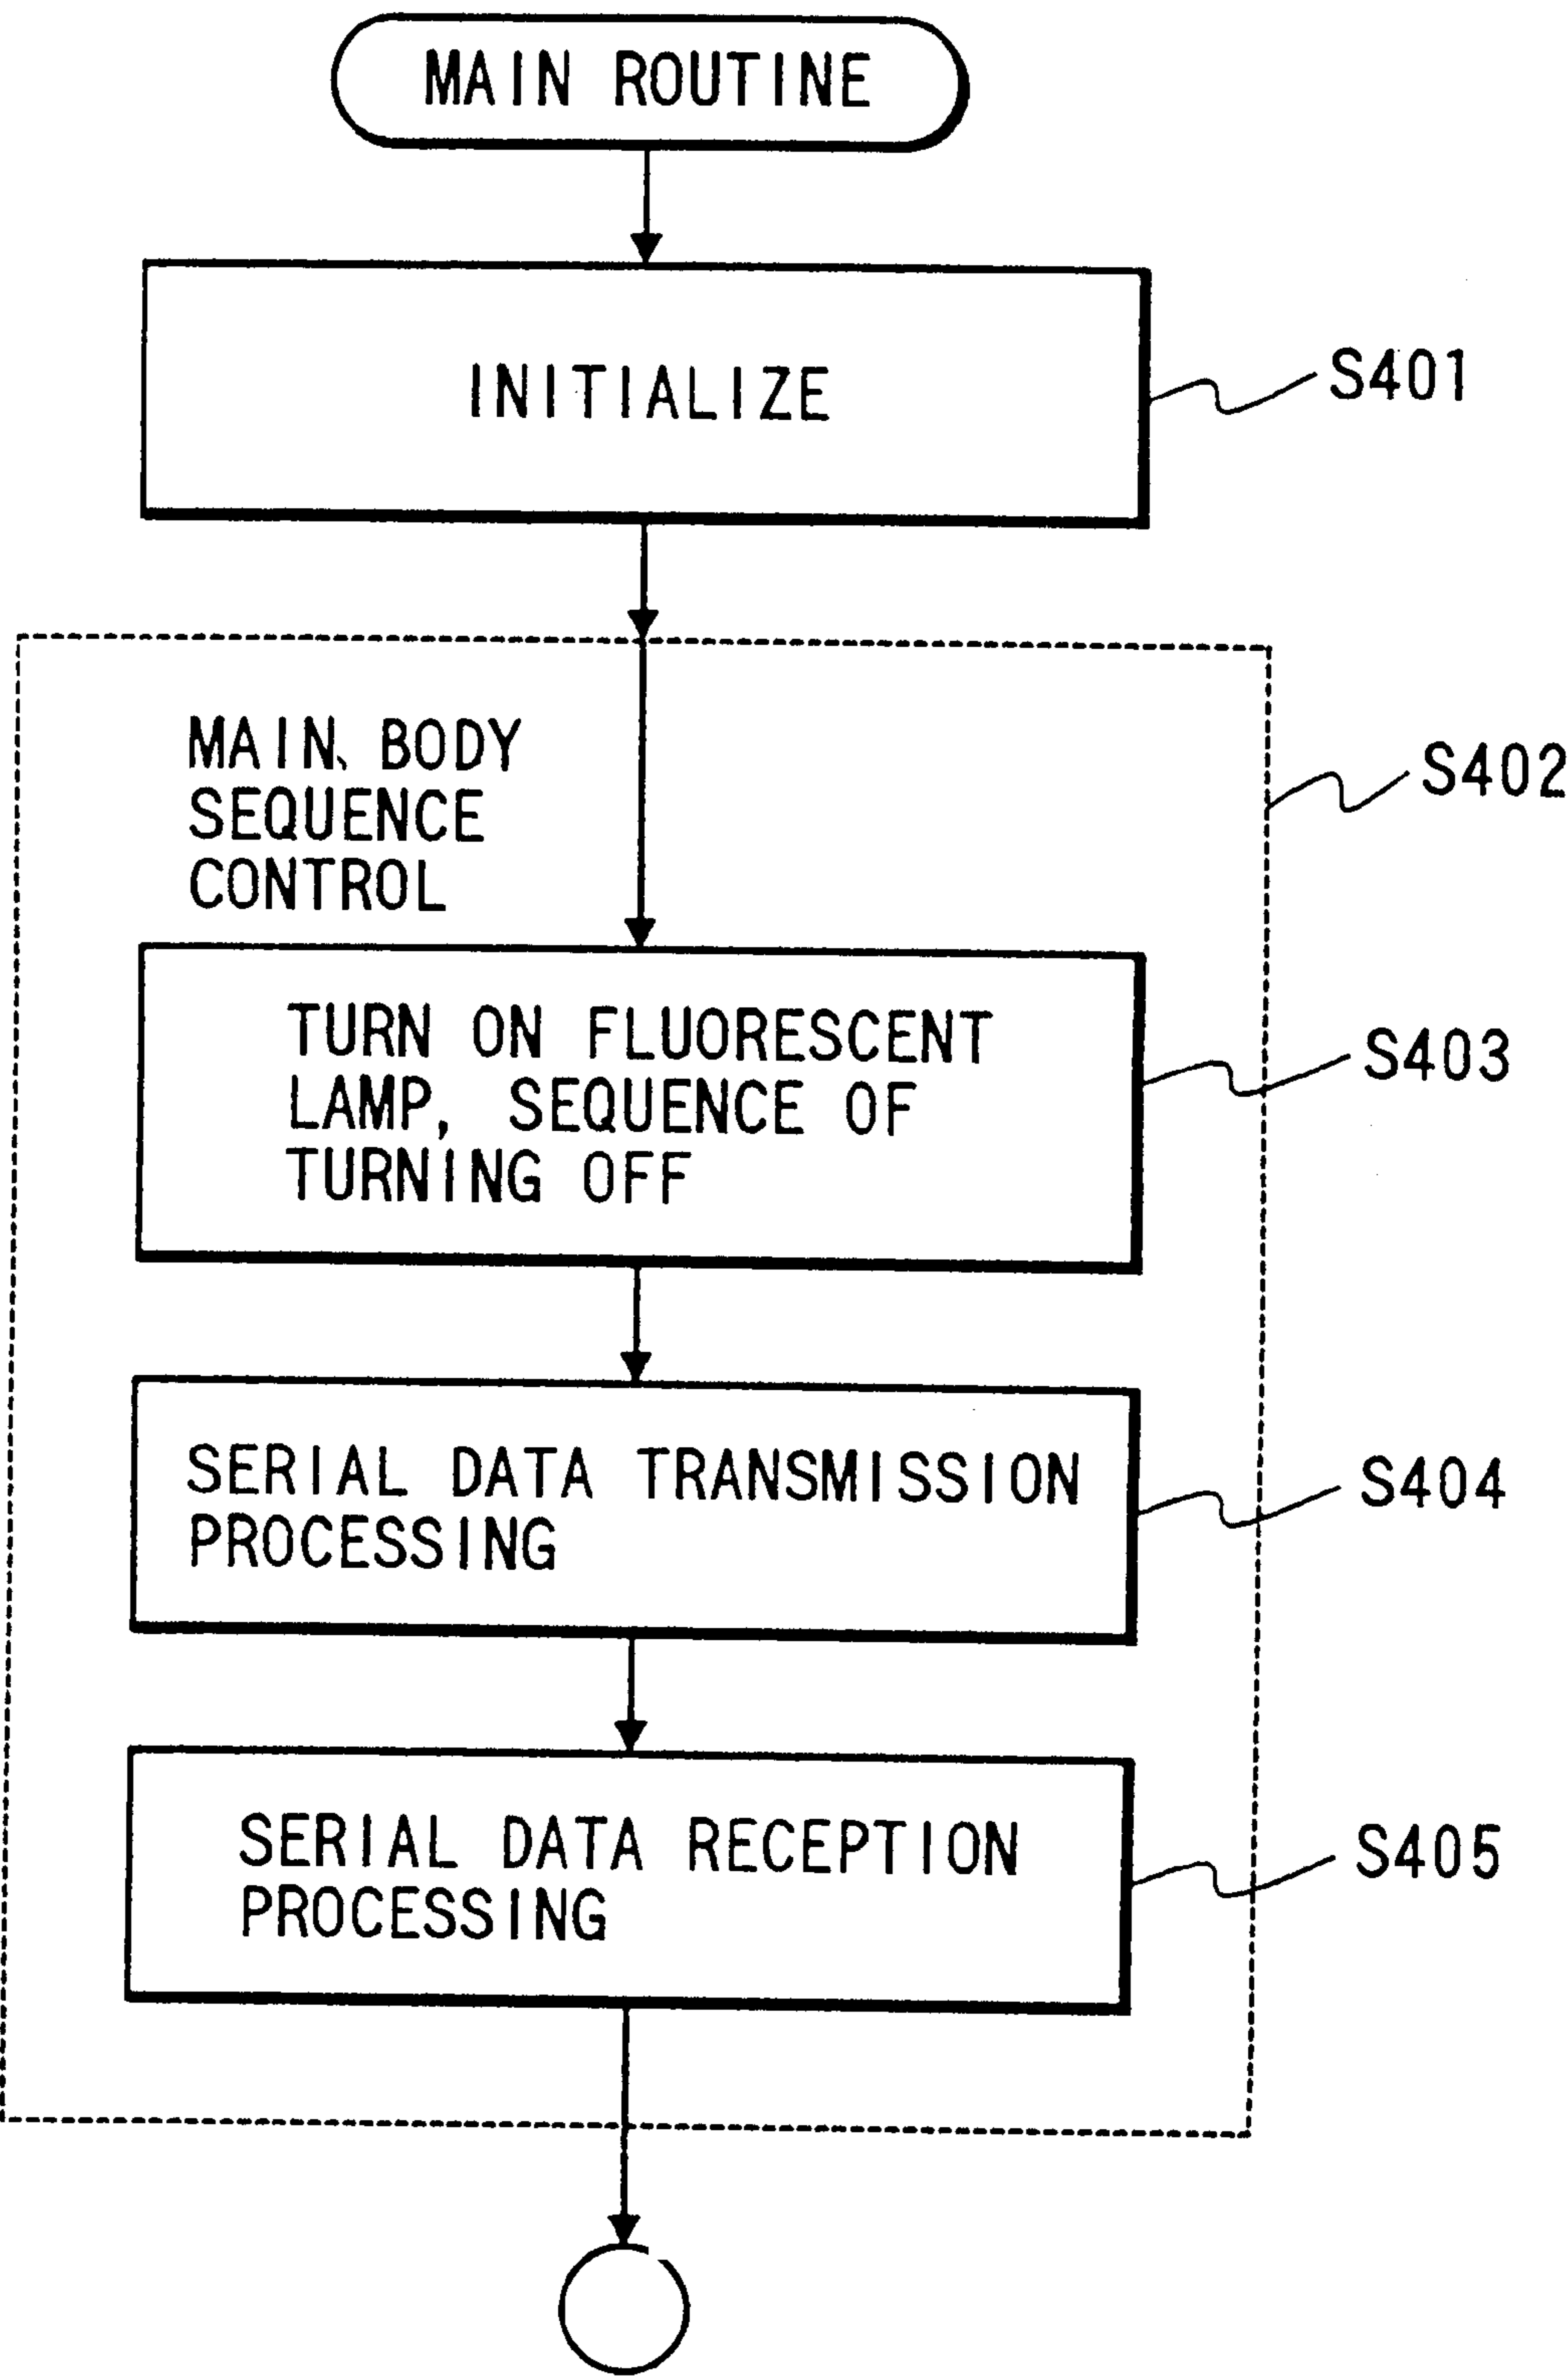 MAIN ROUTINE
INITIALIZE
S401
MAIN BODY
SEQUENCE
CONTROL
S402
TURN ON FLUORESCENT
LAMP, SEQUENCE OF
TURNING OFF
S403
SERIAL DATA TRANSMISSION
PROCESSING
S404
SERIAL DATA RECEPTION
PROCESSING
S405